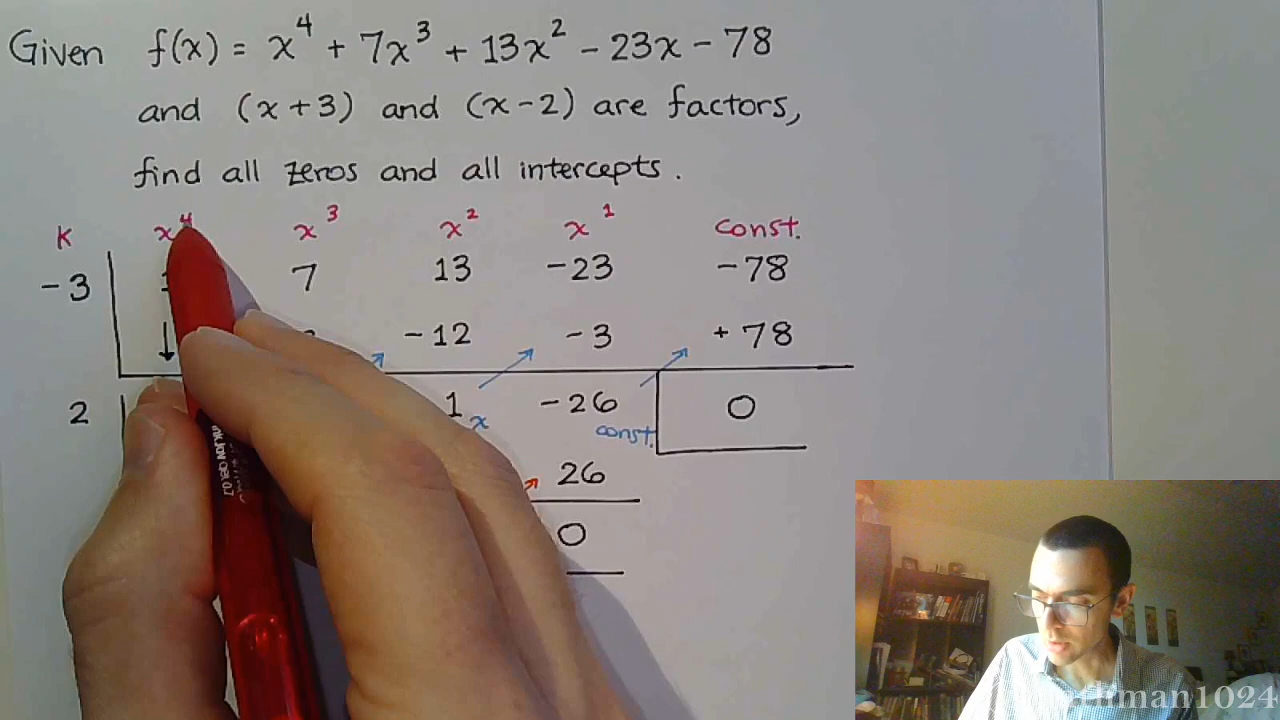 Given f(x) = x⁴ + 7x³ + 13x² - 23x - 78
and (x+3) and (x-2) are factors,
find all zeros and all intercepts.
K x⁴ x³ x² x¹ const.
-3 7 13 -23 -78
-12 -3 +78
2 1 x -26 const. 0
26
0